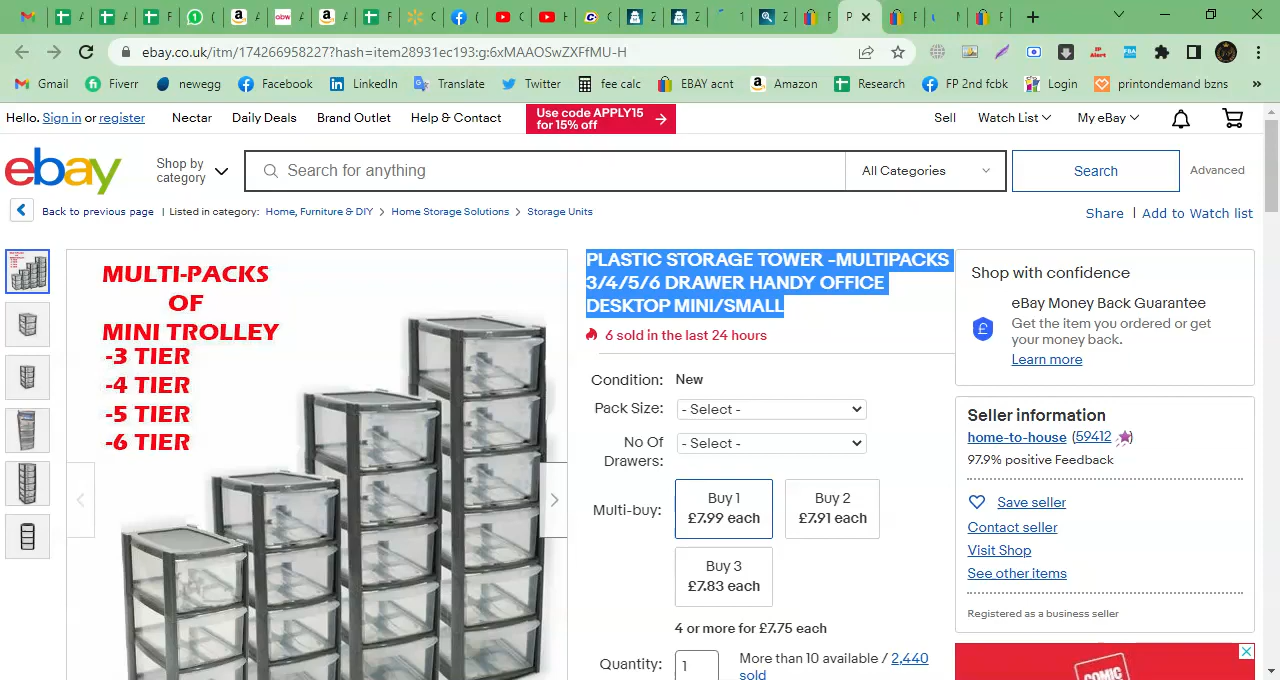 ebay.co.uk/itm/174266958227?hash=item28931ec193:g:6xMAAOSwZXFfMU-H
Gmail Fiverr newegg Facebook LinkedIn Translate Twitter fee calc EBAY acnt Amazon Research FP 2nd fcbk Login printondemand bzns »
Hello. Sign in or register Nectar Daily Deals Brand Outlet Help & Contact
Use code APPLY15
for 15% off
Sell Watch List My eBay
ebay
Shop by
category
Search for anything All Categories Search Advanced
Back to previous page | Listed in category: Home, Furniture & DIY > Home Storage Solutions > Storage Units
Share | Add to Watch list
MULTI-PACKS
OF
MINI TROLLEY
-3 TIER
-4 TIER
-5 TIER
-6 TIER
PLASTIC STORAGE TOWER -MULTIPACKS
3/4/5/6 DRAWER HANDY OFFICE
DESKTOP MINI/SMALL
6 sold in the last 24 hours
Condition: New
Pack Size: - Select -
No Of
Drawers:
- Select -
Multi-buy:
Buy 1
£7.99 each
Buy 2
£7.91 each
Buy 3
£7.83 each
4 or more for £7.75 each
Quantity: 1
More than 10 available / 2,440
sold
Shop with confidence
eBay Money Back Guarantee
Get the item you ordered or get
your money back.
Learn more
Seller information
home-to-house (59412 )
97.9% positive Feedback
Save seller
Contact seller
Visit Shop
See other items
Registered as a business seller
COMIC